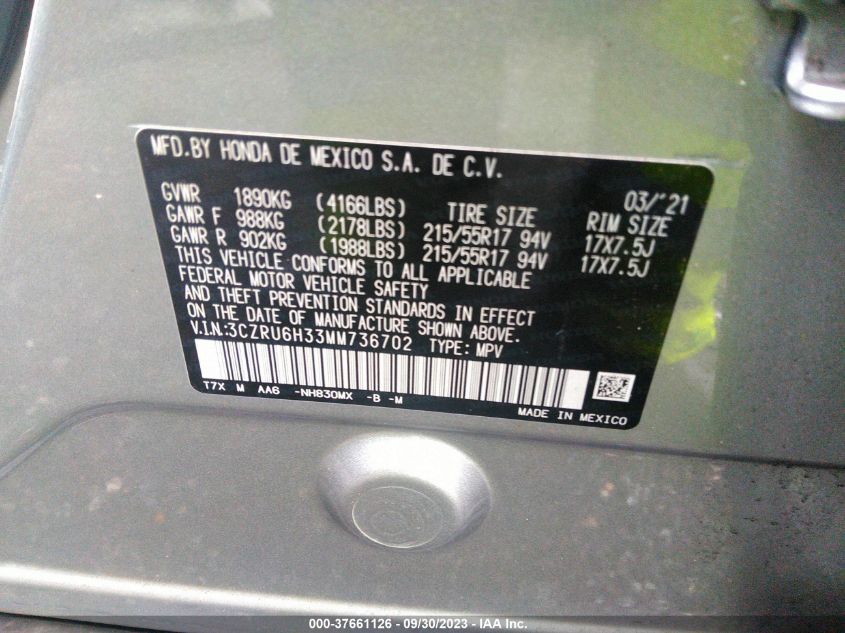 MFD.BY HONDA DE MEXICO S.A. DE C.V.
03/'21
GVWR 1890KG (4166LBS) TIRE SIZE RIM SIZE
GAWR F 988KG (2178LBS) 215/55R17 94V 17X7.5J
GAWR R 902KG (1988LBS) 215/55R17 94V 17X7.5J
THIS VEHICLE CONFORMS TO ALL APPLICABLE
FEDERAL MOTOR VEHICLE SAFETY
AND THEFT PREVENTION STANDARDS IN EFFECT
ON THE DATE OF MANUFACTURE SHOWN ABOVE.
V.I.N.:3CZRU6H33MM736702 TYPE: MPV
T7X M AA6 -NH830MX -B -M
MADE IN MEXICO
000-37661126 - 09/30/2023 - IAA Inc.